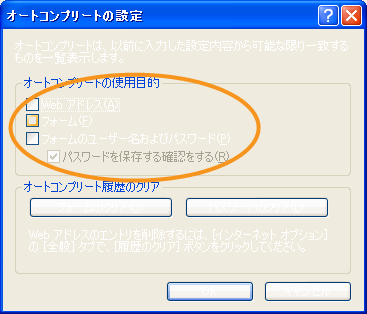 オートコンプリートの設定
オートコンプリートは、以前に入力した設定内容から可能な限り一致する
ものを一覧表示します。
オートコンプリートの使用目的
Web アドレス(A)
フォーム(F)
フォームのユーザー名およびパスワード(P)
パスワードを保存する確認をする(R)
オートコンプリート履歴のクリア
Web アドレスのエントリを削除するには、[インターネット オプション]
の [全般] タブで、[履歴のクリア] ボタンをクリックしてください。